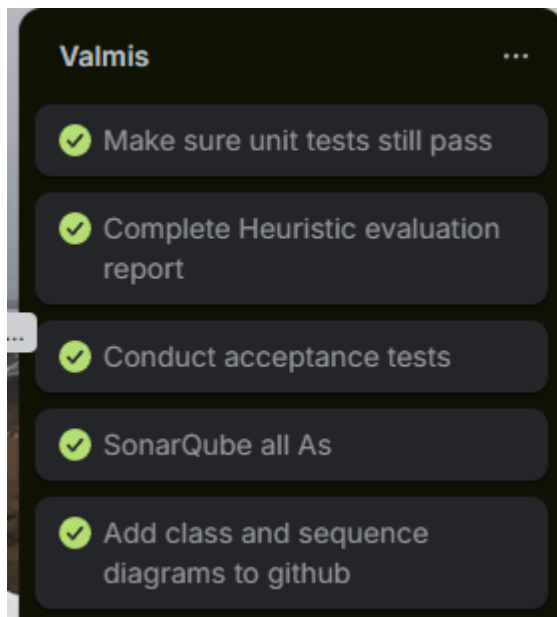 Valmis
Make sure unit tests still pass
Complete Heuristic evaluation
report
Conduct acceptance tests
SonarQube all As
Add class and sequence
diagrams to github